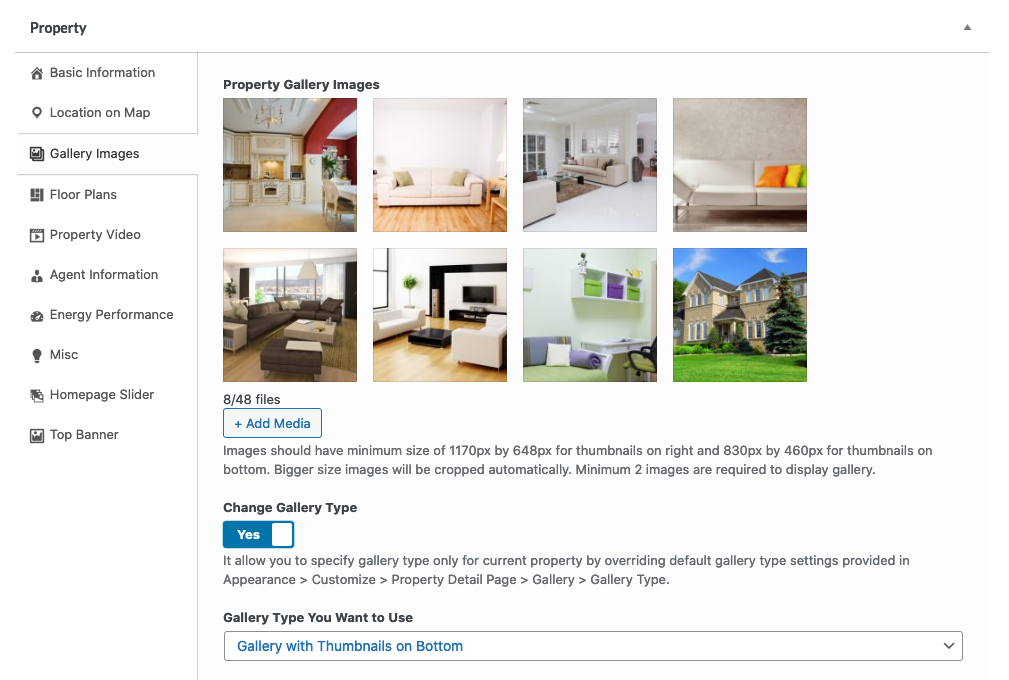 Property
Basic Information
Location on Map
Gallery Images
Floor Plans
Property Video
Agent Information
Energy Performance
Misc
Homepage Slider
Top Banner
Property Gallery Images
8/48 files
+ Add Media
Images should have minimum size of 1170px by 648px for thumbnails on right and 830px by 460px for thumbnails on
bottom. Bigger size images will be cropped automatically. Minimum 2 images are required to display gallery.
Change Gallery Type
Yes
It allow you to specify gallery type only for current property by overriding default gallery type settings provided in
Appearance > Customize > Property Detail Page > Gallery > Gallery Type.
Gallery Type You Want to Use
Gallery with Thumbnails on Bottom